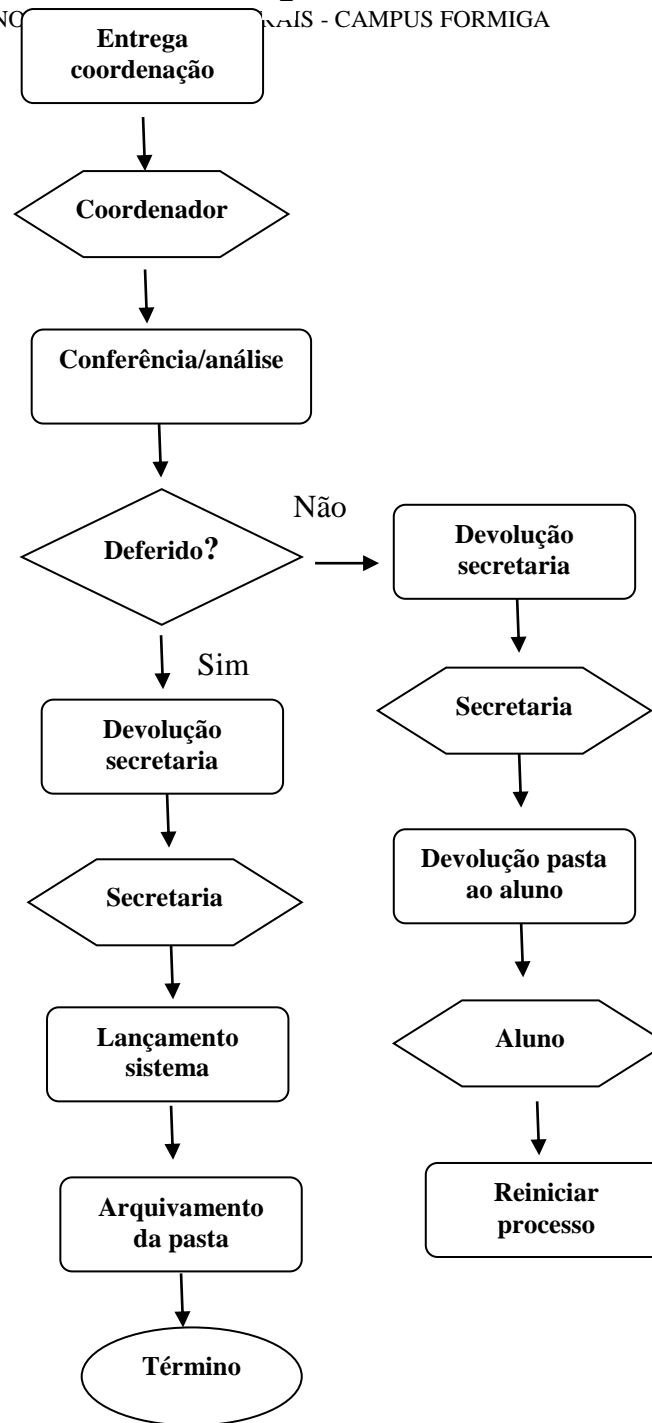 - CAMPUS FORMIGA
Entrega
coordenação
Coordenador
Conferência/análise
Deferido?
Não
Devolução
secretaria
Secretaria
Devolução pasta
ao aluno
Aluno
Reiniciar
processo
Sim
Devolução
secretaria
Secretaria
Lançamento
sistema
Arquivamento
da pasta
Término